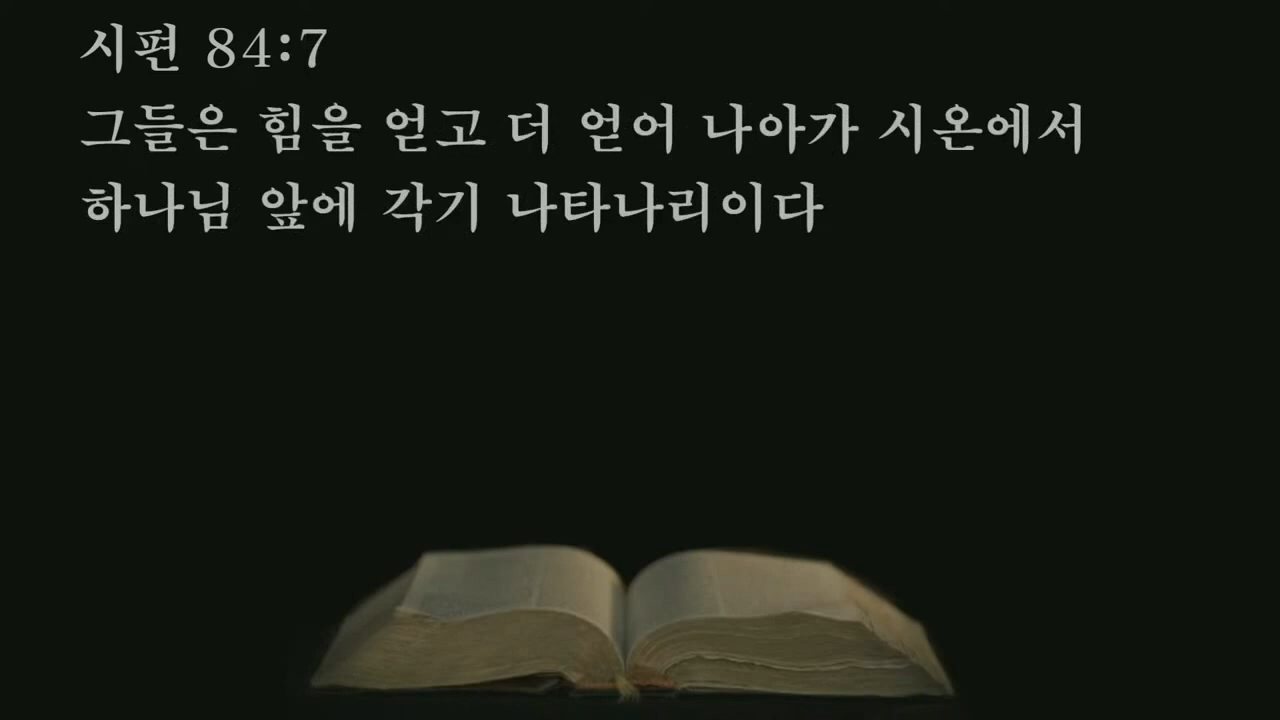 시편 84:7
그들은 힘을 얻고 더 얻어 나아가 시온에서
하나님 앞에 각기 나타나리이다